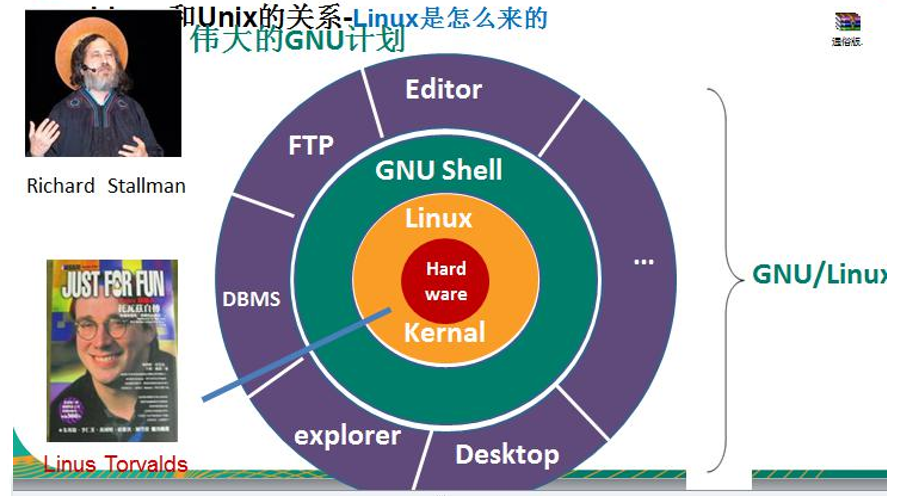 和Unix的关系-Linux是怎么来的
伟大的GNU计划
通俗版.
Richard Stallman
Editor
FTP
GNU Shell
Linux
Hard
ware
Kernal
...
DBMS
explorer
Desktop
GNU/Linux
JUST FOR FUN
Linus Torvalds